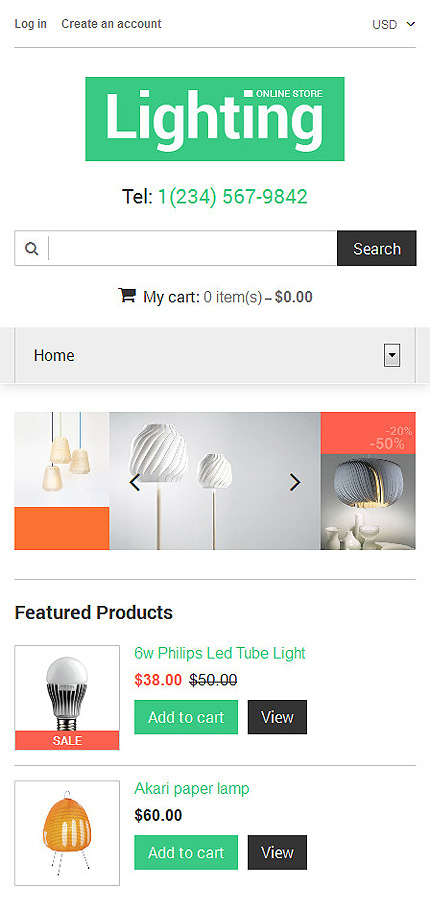 Log in Create an account USD
ONLINE STORE
Lighting
Tel: 1(234) 567-9842
Search
My cart: 0 item(s) – $0.00
Home
-20%
-50%
Featured Products
6w Philips Led Tube Light
$38.00 $50.00
Add to cart View
SALE
Akari paper lamp
$60.00
Add to cart View